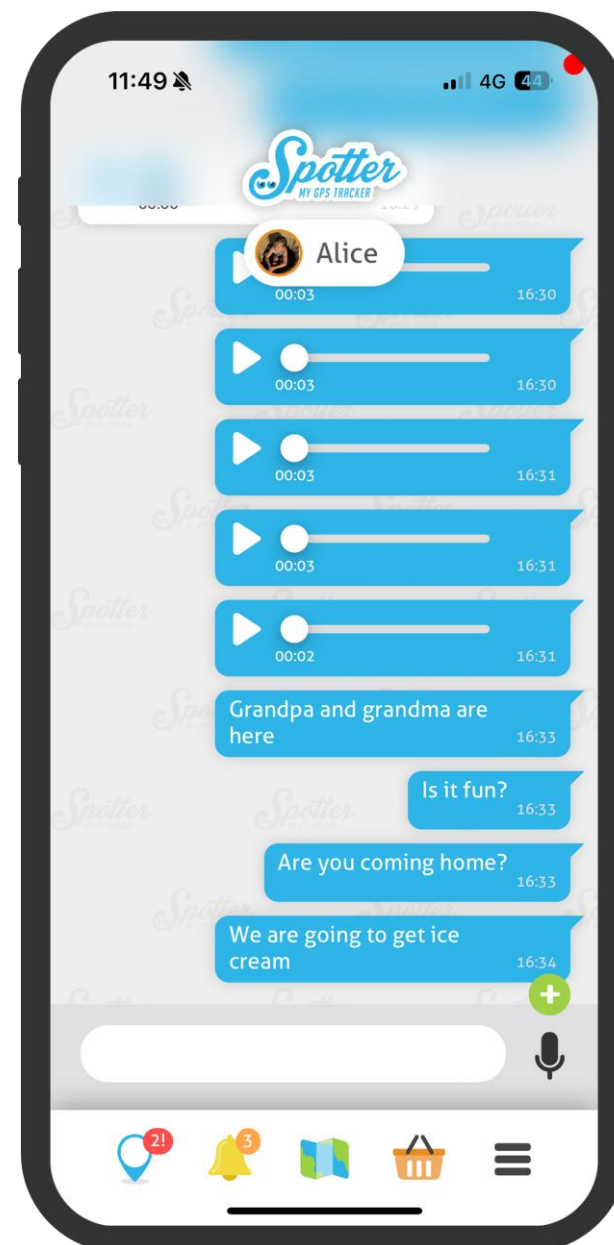 11:49
4G 44
Spotter
MY GPS TRACKER
16:29
Alice
00:03 16:30
00:03 16:30
00:03 16:31
00:03 16:31
00:02 16:31
Grandpa and grandma are
here 16:33
Is it fun?
16:33
Are you coming home?
16:33
We are going to get ice
cream 16:34
+
2! 3